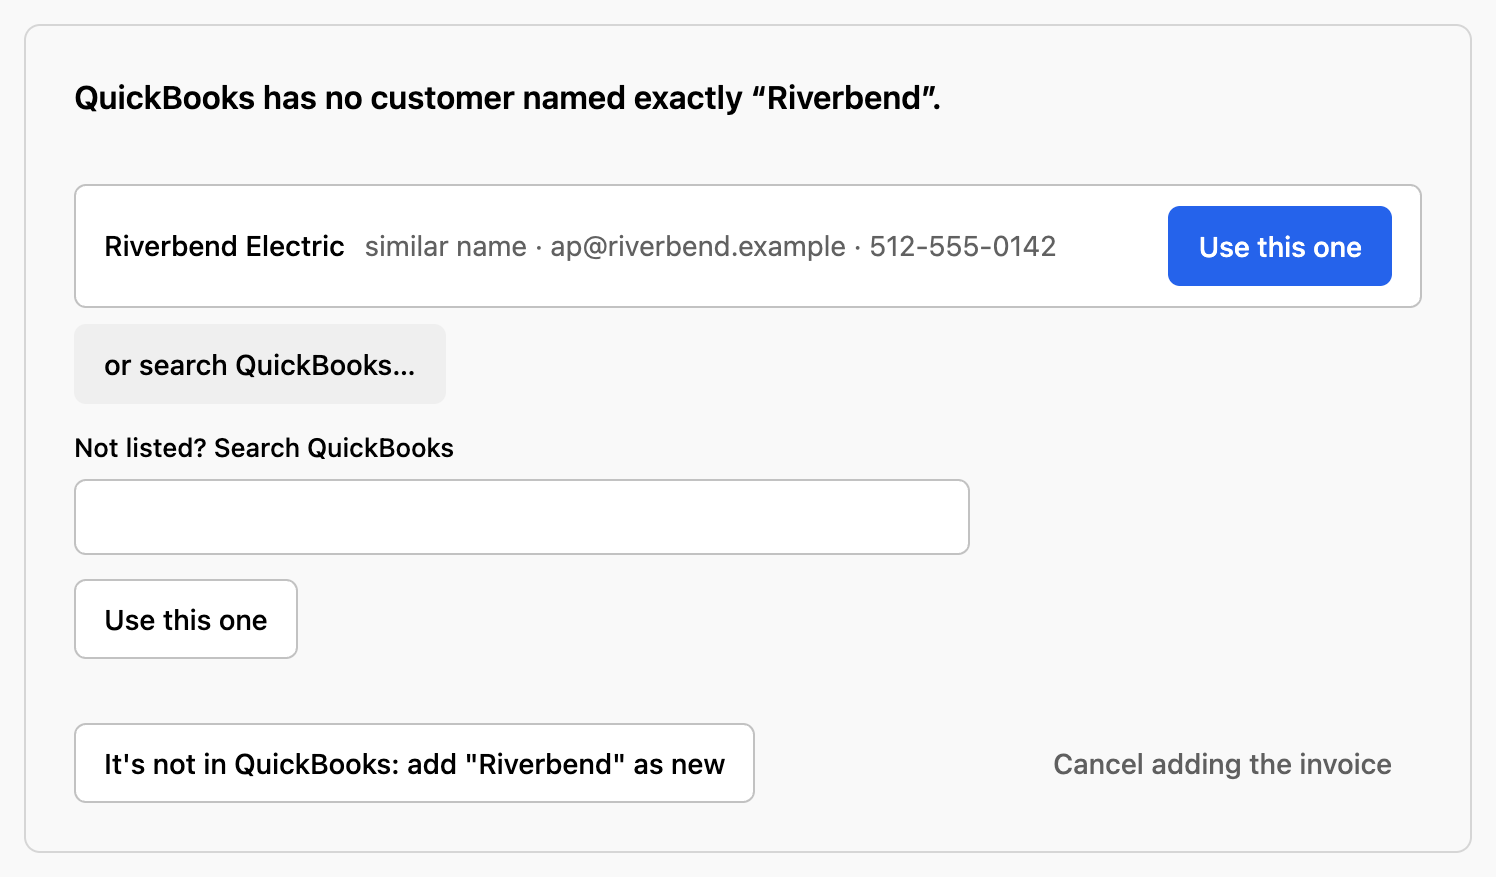 QuickBooks has no customer named exactly “Riverbend”.
Riverbend Electric similar name · ap@riverbend.example · 512-555-0142 Use this one
or search QuickBooks...
Not listed? Search QuickBooks
Use this one
It's not in QuickBooks: add "Riverbend" as new Cancel adding the invoice